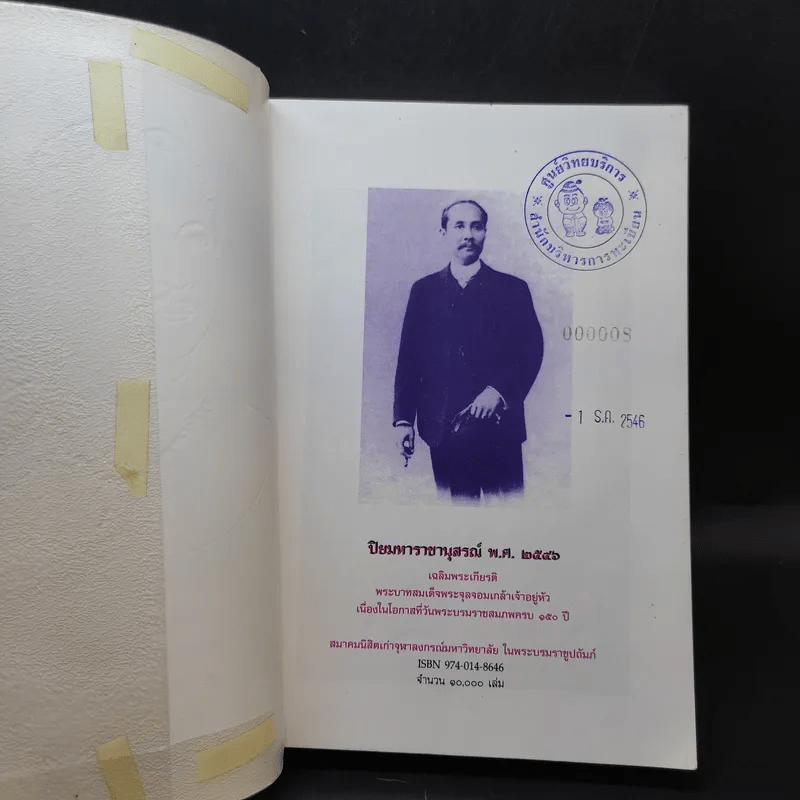 ศูนย์วิทยบริการ
สำนักบริหารการทะเบียน
000008
- 1 ธ.ค. 2546
ปิยมหาราชานุสรณ์ พ.ศ. ๒๕๔๖
เฉลิมพระเกียรติ
พระบาทสมเด็จพระจุลจอมเกล้าเจ้าอยู่หัว
เนื่องในโอกาสที่วันพระบรมราชสมภพครบ ๑๕๐ ปี
สมาคมนิสิตเก่าจุฬาลงกรณ์มหาวิทยาลัย ในพระบรมราชูปถัมภ์
ISBN 974-014-8646
จำนวน ๑๐,๐๐๐ เล่ม